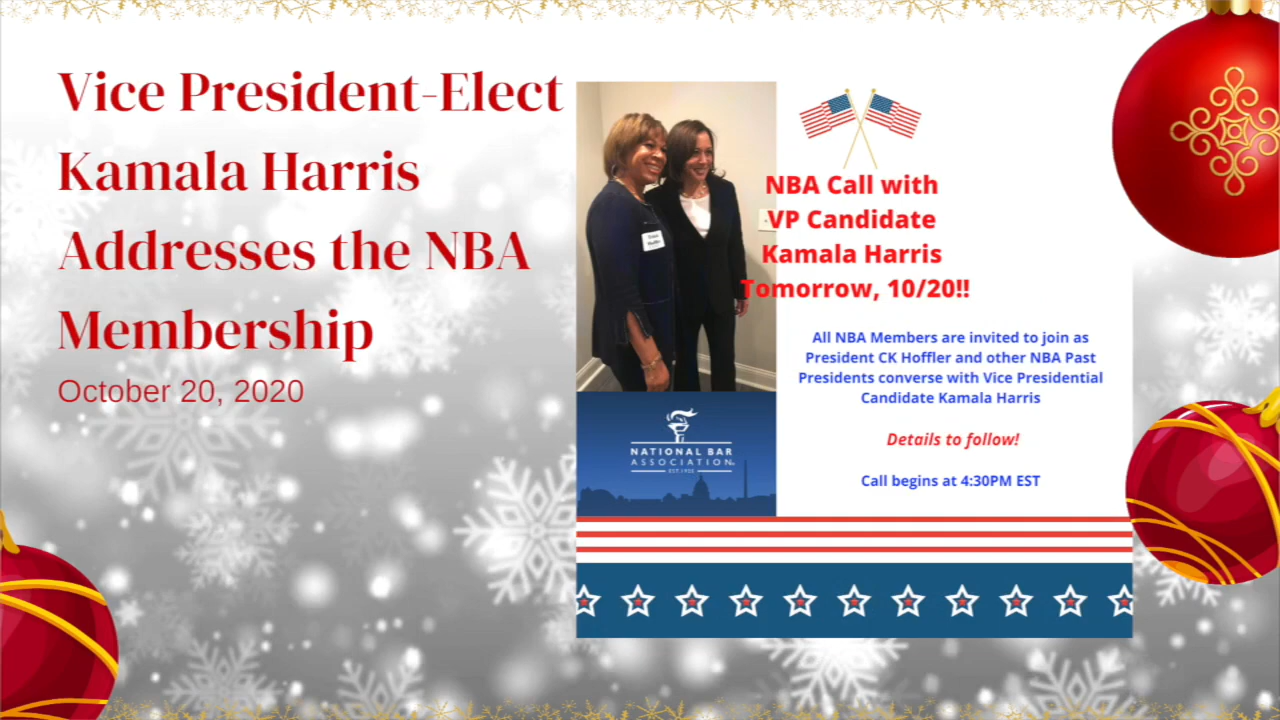 Vice President-Elect
Kamala Harris
Addresses the NBA
Membership
October 20, 2020
NBA Call with
VP Candidate
Kamala Harris
Tomorrow, 10/20!!
All NBA Members are invited to join as
President CK Hoffler and other NBA Past
Presidents converse with Vice Presidential
Candidate Kamala Harris
Details to follow!
Call begins at 4:30PM EST
NATIONAL BAR
ASSOCIATION
EST. 1925